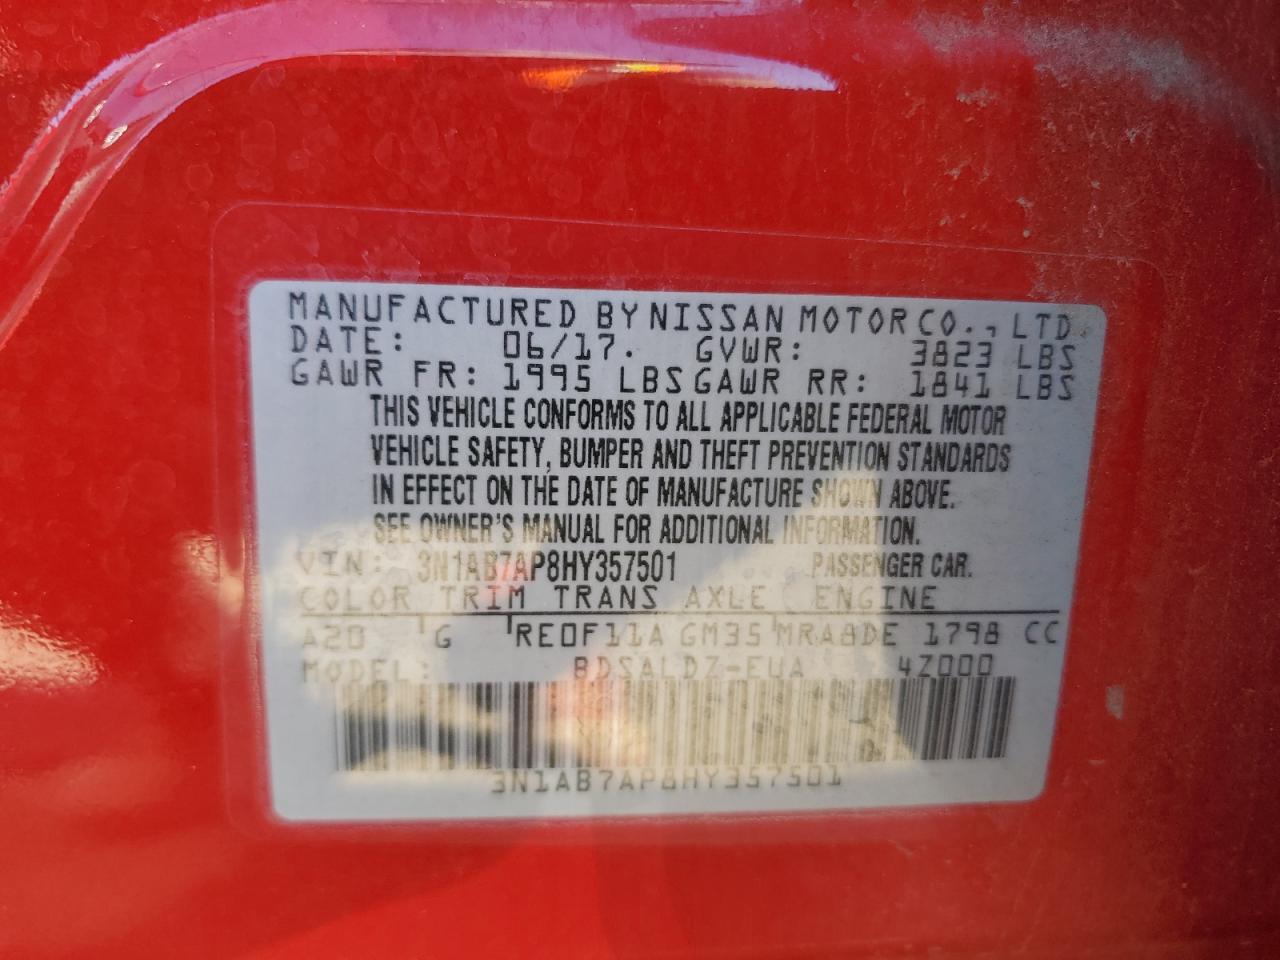 MANUFACTURED BY NISSAN MOTOR CO., LTD.
DATE: 06/17. GVWR: 3823 LBS
GAWR FR: 1995 LBS GAWR RR: 1841 LBS
THIS VEHICLE CONFORMS TO ALL APPLICABLE FEDERAL MOTOR
VEHICLE SAFETY, BUMPER AND THEFT PREVENTION STANDARDS
IN EFFECT ON THE DATE OF MANUFACTURE SHOWN ABOVE.
SEE OWNER'S MANUAL FOR ADDITIONAL INFORMATION.
VIN: 3N1AB7AP8HY357501 PASSENGER CAR.
COLOR TRIM TRANS AXLE ENGINE
A20 G RE0F11A GM35 MRA8DE 1798 CC
MODEL: BDSALDZ-EUA 4Z000
3N1AB7AP8HY357501